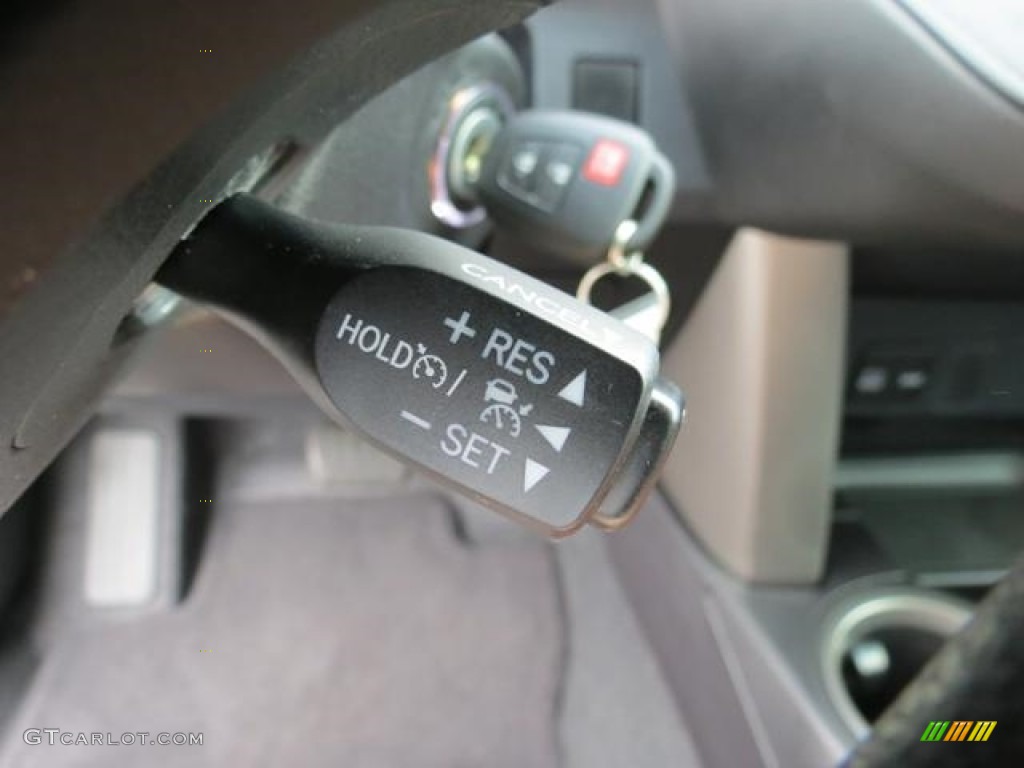 CANCEL
+ RES
HOLD /
− SET
GTCARLOT.COM